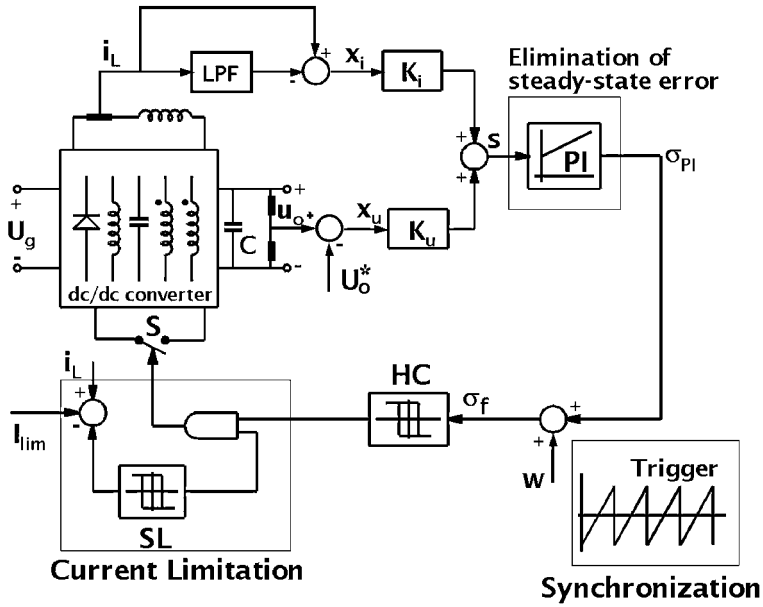 i_L
LPF
+
-
x_i
K_i
Elimination of
steady-state error
+
+
s
PI
σ_PI
+
U_g
-
+
u_o
+
C
-
-
x_u
K_u
U_o*
dc/dc converter
S
i_L
+
-
I_lim
SL
Current Limitation
HC
σ_f
+
+
w
Trigger
Synchronization